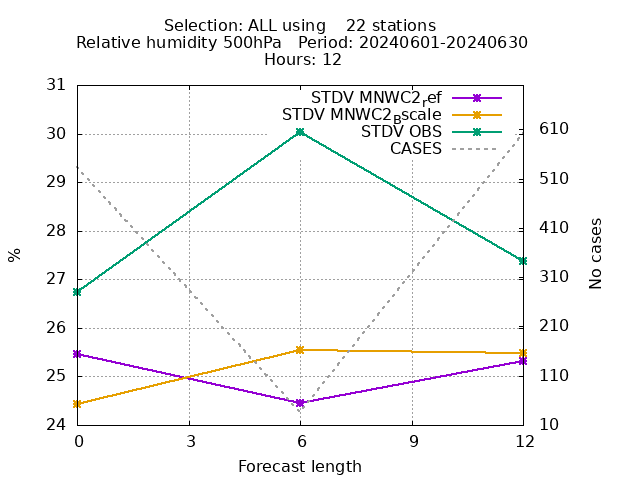 Selection: ALL using    22 stations
Relative humidity 500hPa   Period: 20240601-20240630
Hours: 12
STDV MNWC2ref
STDV MNWC2Bscale
STDV OBS
CASES
31
30
29
28
27
26
25
24
610
510
410
310
210
110
10
%
No cases
0 3 6 9 12
Forecast length